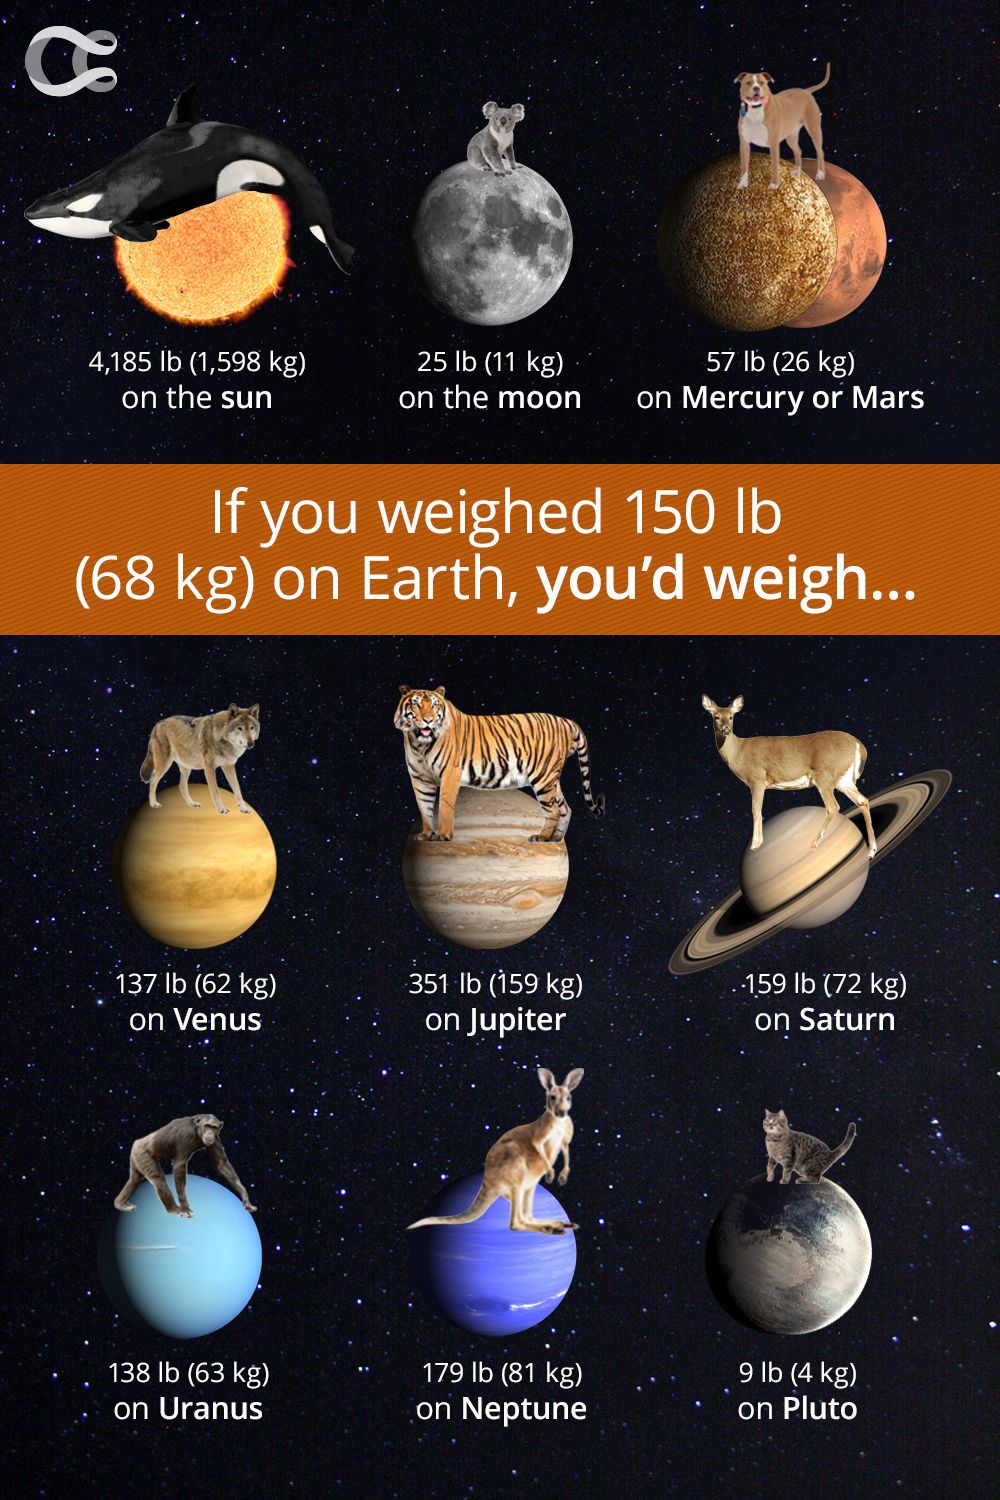 4,185 lb (1,598 kg)
on the sun
25 lb (11 kg)
on the moon
57 lb (26 kg)
on Mercury or Mars
If you weighed 150 lb
(68 kg) on Earth, you’d weigh...
137 lb (62 kg)
on Venus
351 lb (159 kg)
on Jupiter
159 lb (72 kg)
on Saturn
138 lb (63 kg)
on Uranus
179 lb (81 kg)
on Neptune
9 lb (4 kg)
on Pluto